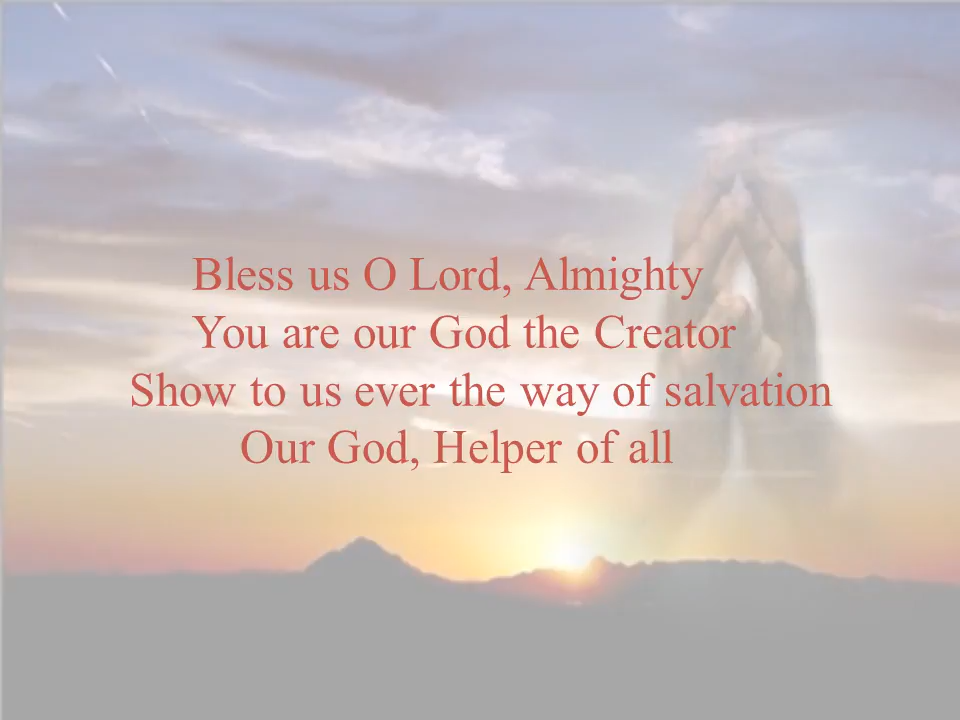 Bless us O Lord, Almighty
You are our God the Creator
Show to us ever the way of salvation
Our God, Helper of all